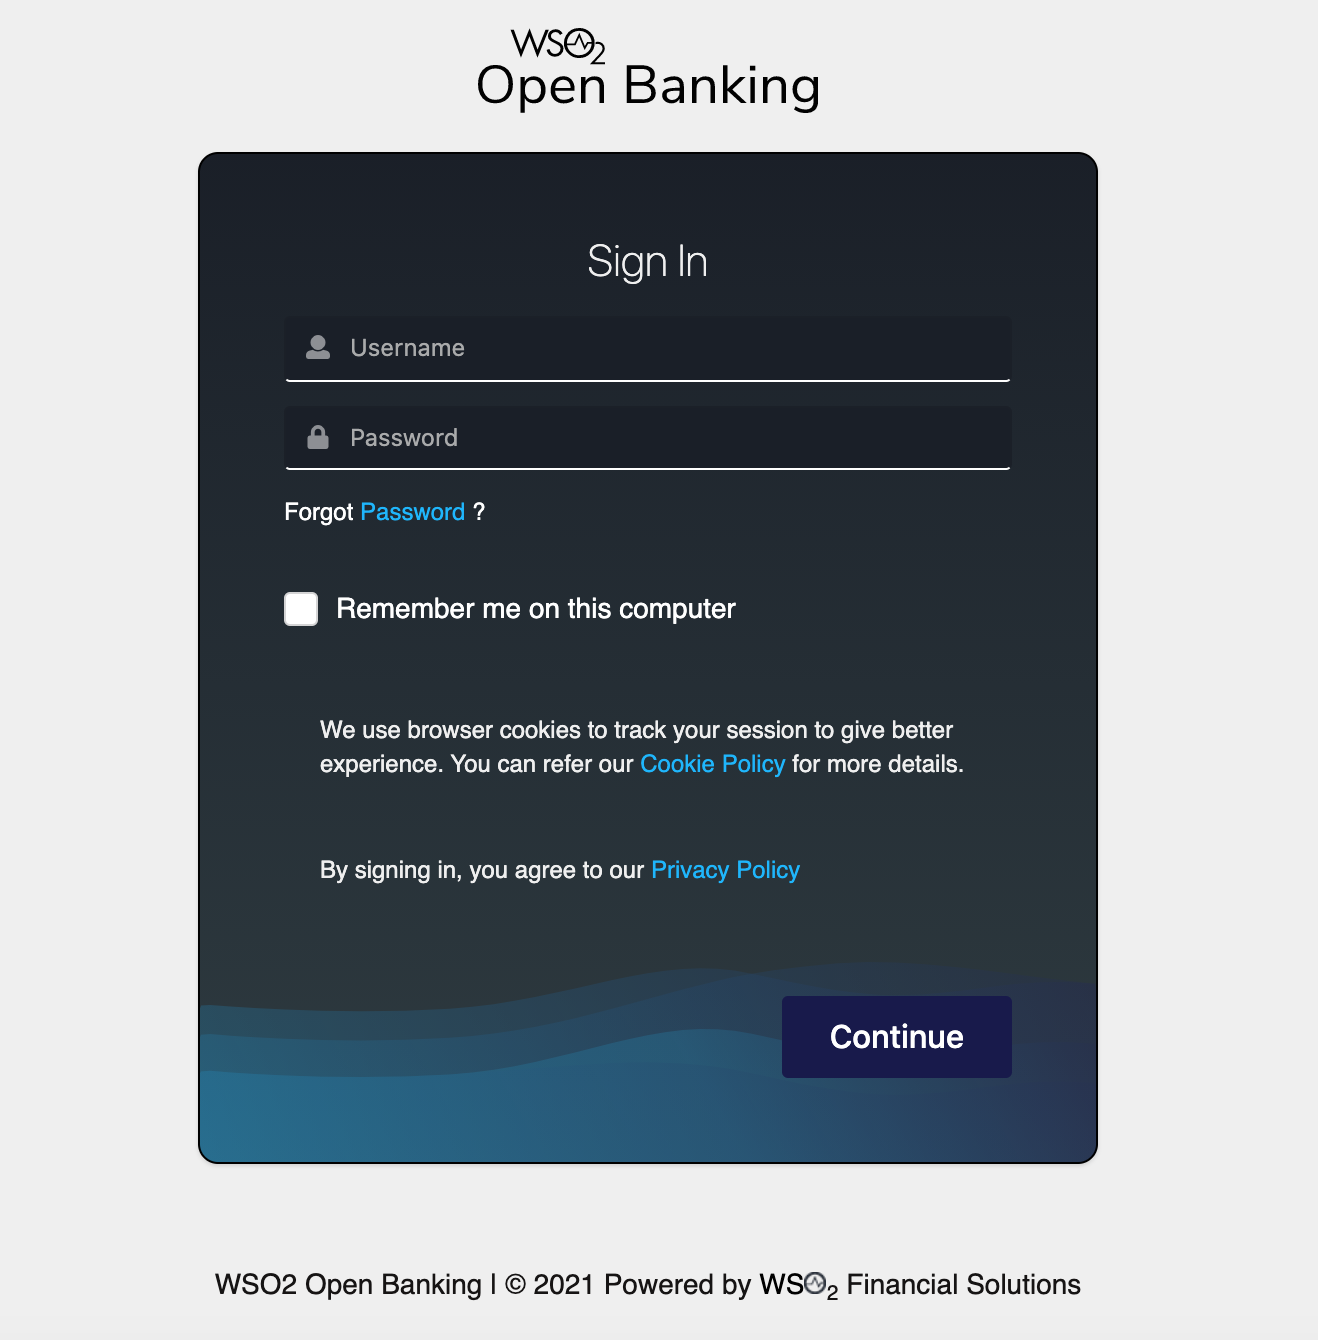 WSO2
Open Banking
Sign In
Username
Password
Forgot Password ?
Remember me on this computer
We use browser cookies to track your session to give better
experience. You can refer our Cookie Policy for more details.
By signing in, you agree to our Privacy Policy
Continue
WSO2 Open Banking | © 2021 Powered by WSO2 Financial Solutions